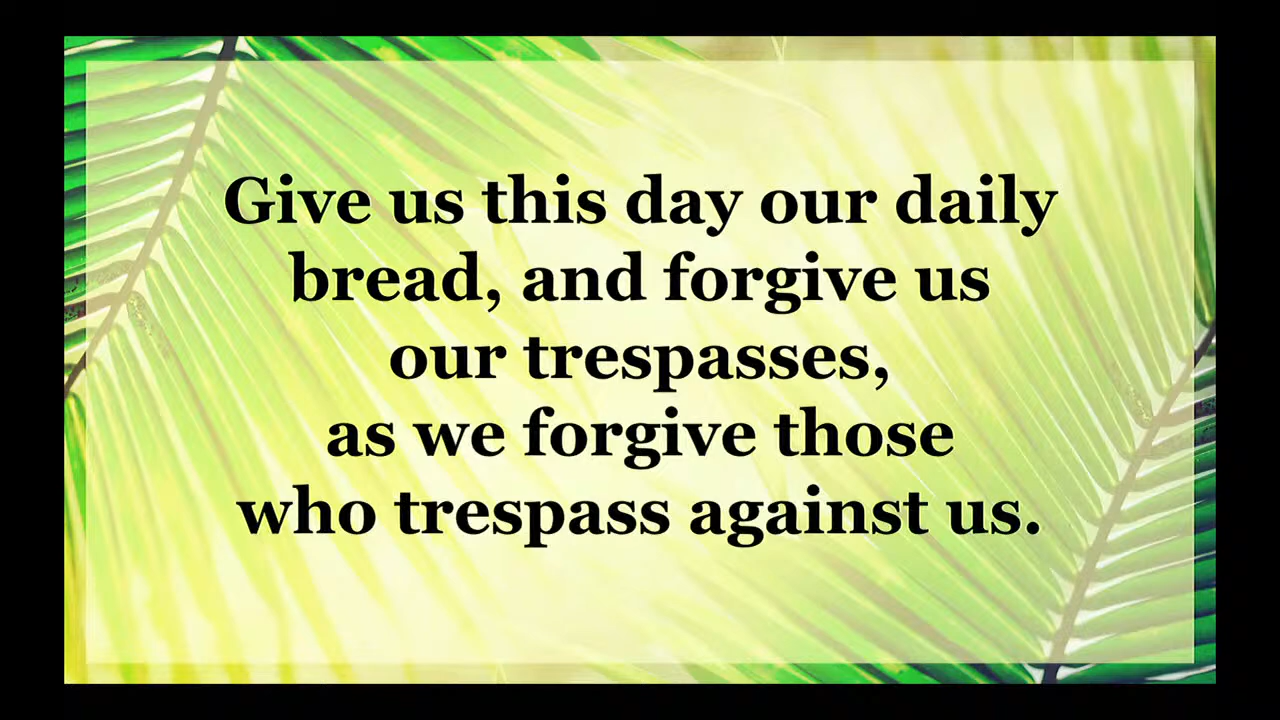 Give us this day our daily
bread, and forgive us
our trespasses,
as we forgive those
who trespass against us.